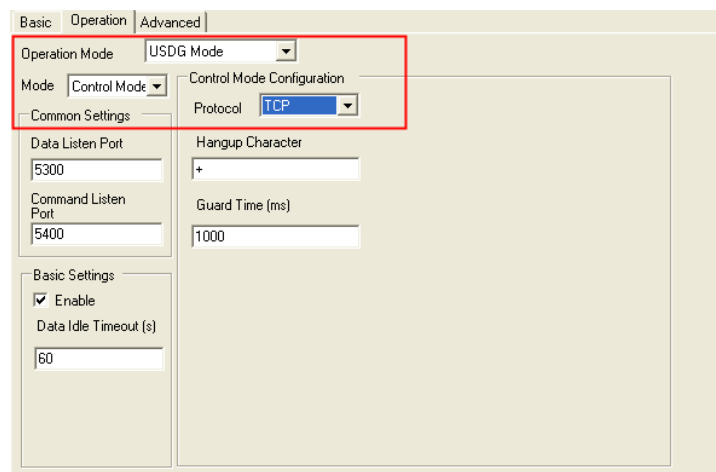 Basic Operation Advanced
Operation Mode USDG Mode
Mode Control Mode
Control Mode Configuration
Protocol TCP
Common Settings
Data Listen Port
5300
Command Listen
Port
5400
Hangup Character
+
Guard Time (ms)
1000
Basic Settings
Enable
Data Idle Timeout (s)
60